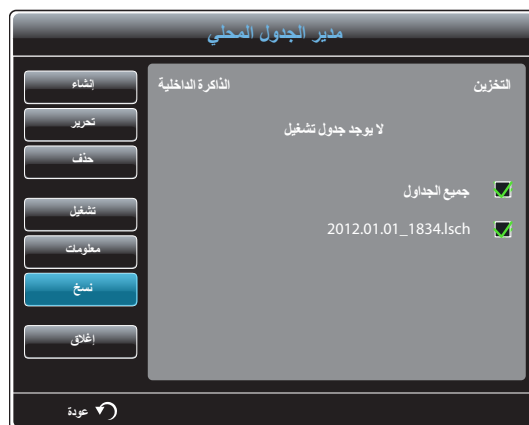 مدير الجدول المحلي
التخزين الذاكرة الداخلية
لا يوجد جدول تشغيل
جميع الجداول
2012.01.01_1834.lsch
إنشاء
تحرير
حذف
تشغيل
معلومات
نسخ
إغلاق
عودة